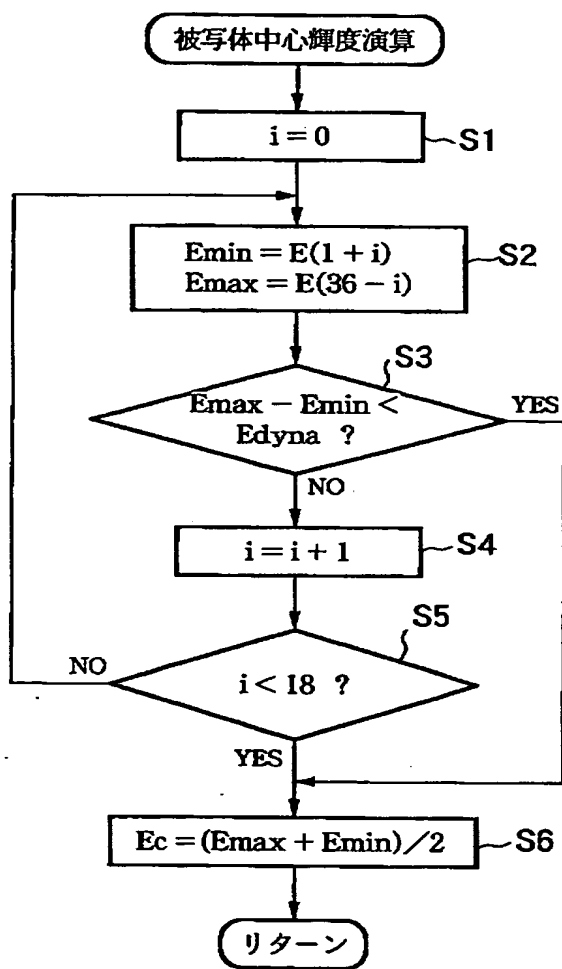 被写体中心輝度演算
i = 0
S1
Emin = E(1 + i)
Emax = E(36 - i)
S2
S3
Emax - Emin <
Edyna ?
YES
NO
i = i + 1
S4
S5
NO
i < 18 ?
YES
Ec = (Emax + Emin)/2
S6
リターン